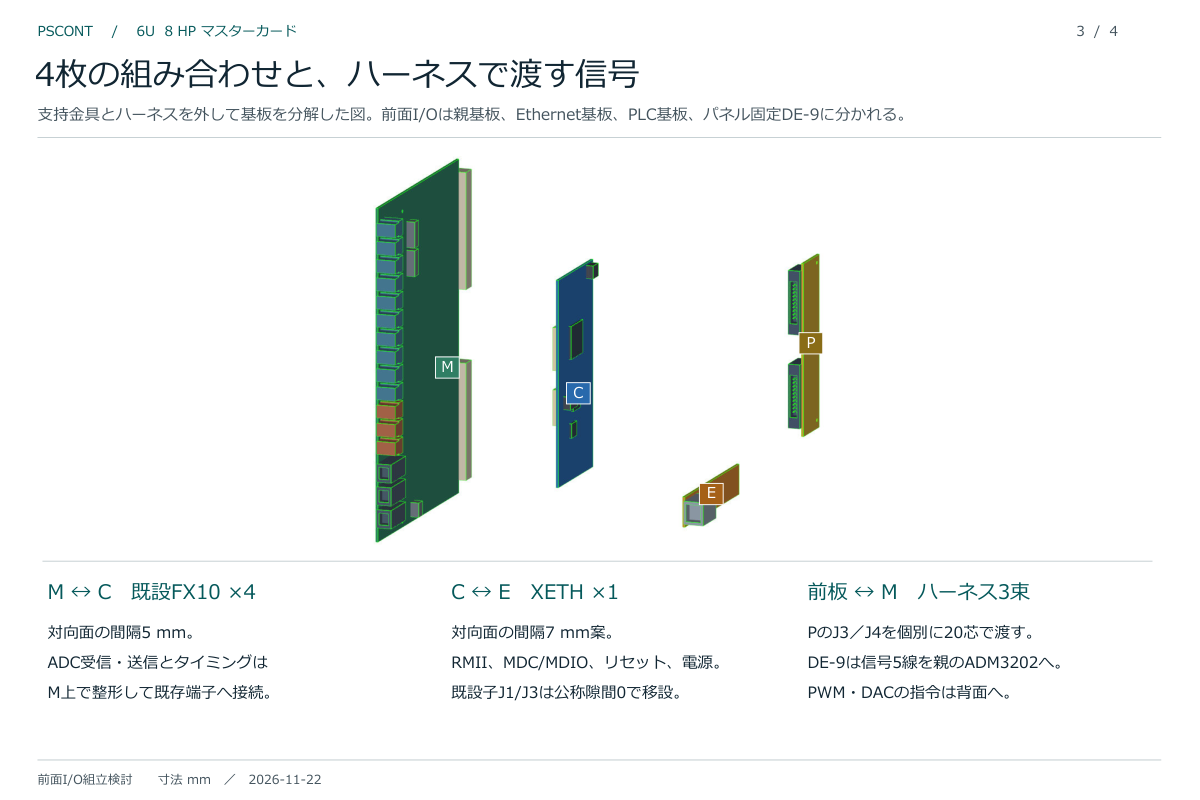 PSCONT / 6U 8 HP マスターカード
3 / 4
4枚の組み合わせと、ハーネスで渡す信号
支持金具とハーネスを外して基板を分解した図。前面I/Oは親基板、Ethernet基板、PLC基板、パネル固定DE-9に分かれる。
M
C
P
E
M ↔ C 既設FX10 ×4
対向面の間隔5 mm。
ADC受信・送信とタイミングは
M上で整形して既存端子へ接続。
C ↔ E XETH ×1
対向面の間隔7 mm案。
RMII、MDC/MDIO、リセット、電源。
既設子J1/J3は公称隙間0で移設。
前板 ↔ M ハーネス3束
PのJ3／J4を個別に20芯で渡す。
DE-9は信号5線を親のADM3202へ。
PWM・DACの指令は背面へ。
前面I/O組立検討 寸法 mm ／ 2026-11-22